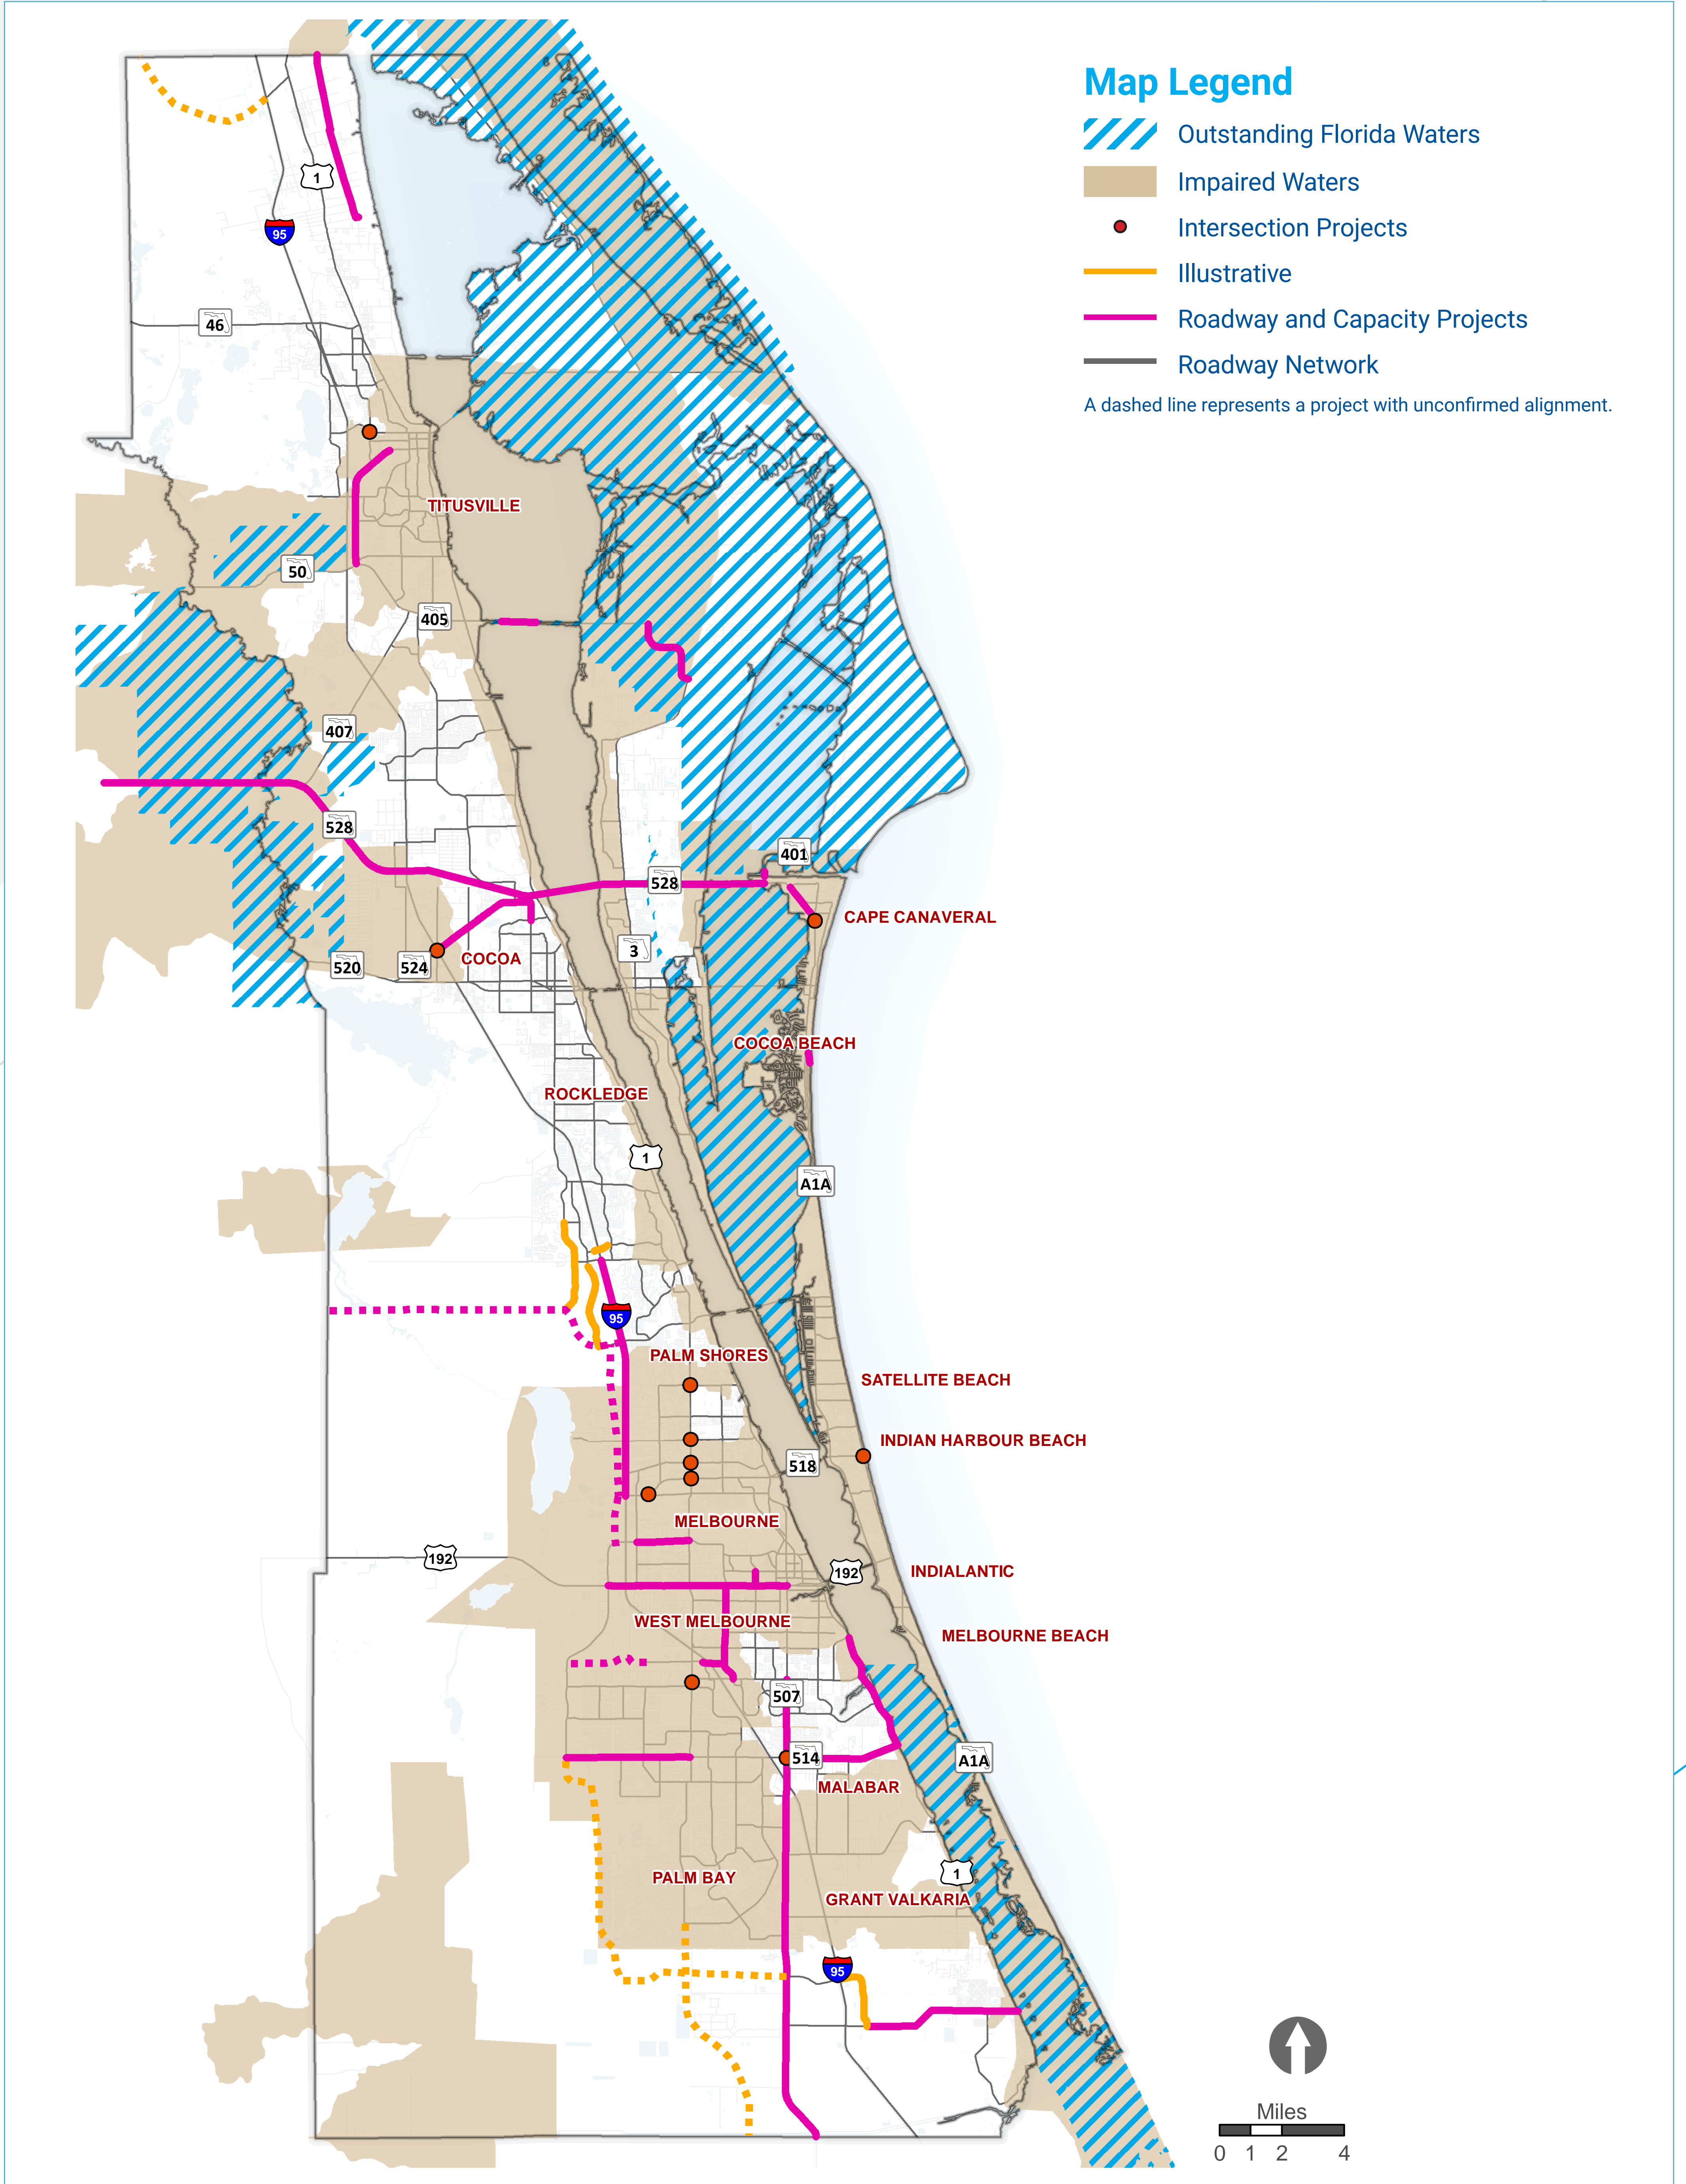 Map Legend
Outstanding Florida Waters
Impaired Waters
Intersection Projects
Illustrative
Roadway and Capacity Projects
Roadway Network
A dashed line represents a project with unconfirmed alignment.
1
95
46
TITUSVILLE
50
405
407
528
401
528
CAPE CANAVERAL
3
520
524
COCOA
COCOA BEACH
ROCKLEDGE
1
A1A
95
PALM SHORES
SATELLITE BEACH
INDIAN HARBOUR BEACH
518
MELBOURNE
192
192
INDIALANTIC
WEST MELBOURNE
MELBOURNE BEACH
507
514
A1A
MALABAR
PALM BAY
1
GRANT VALKARIA
95
Miles
0 1 2 4